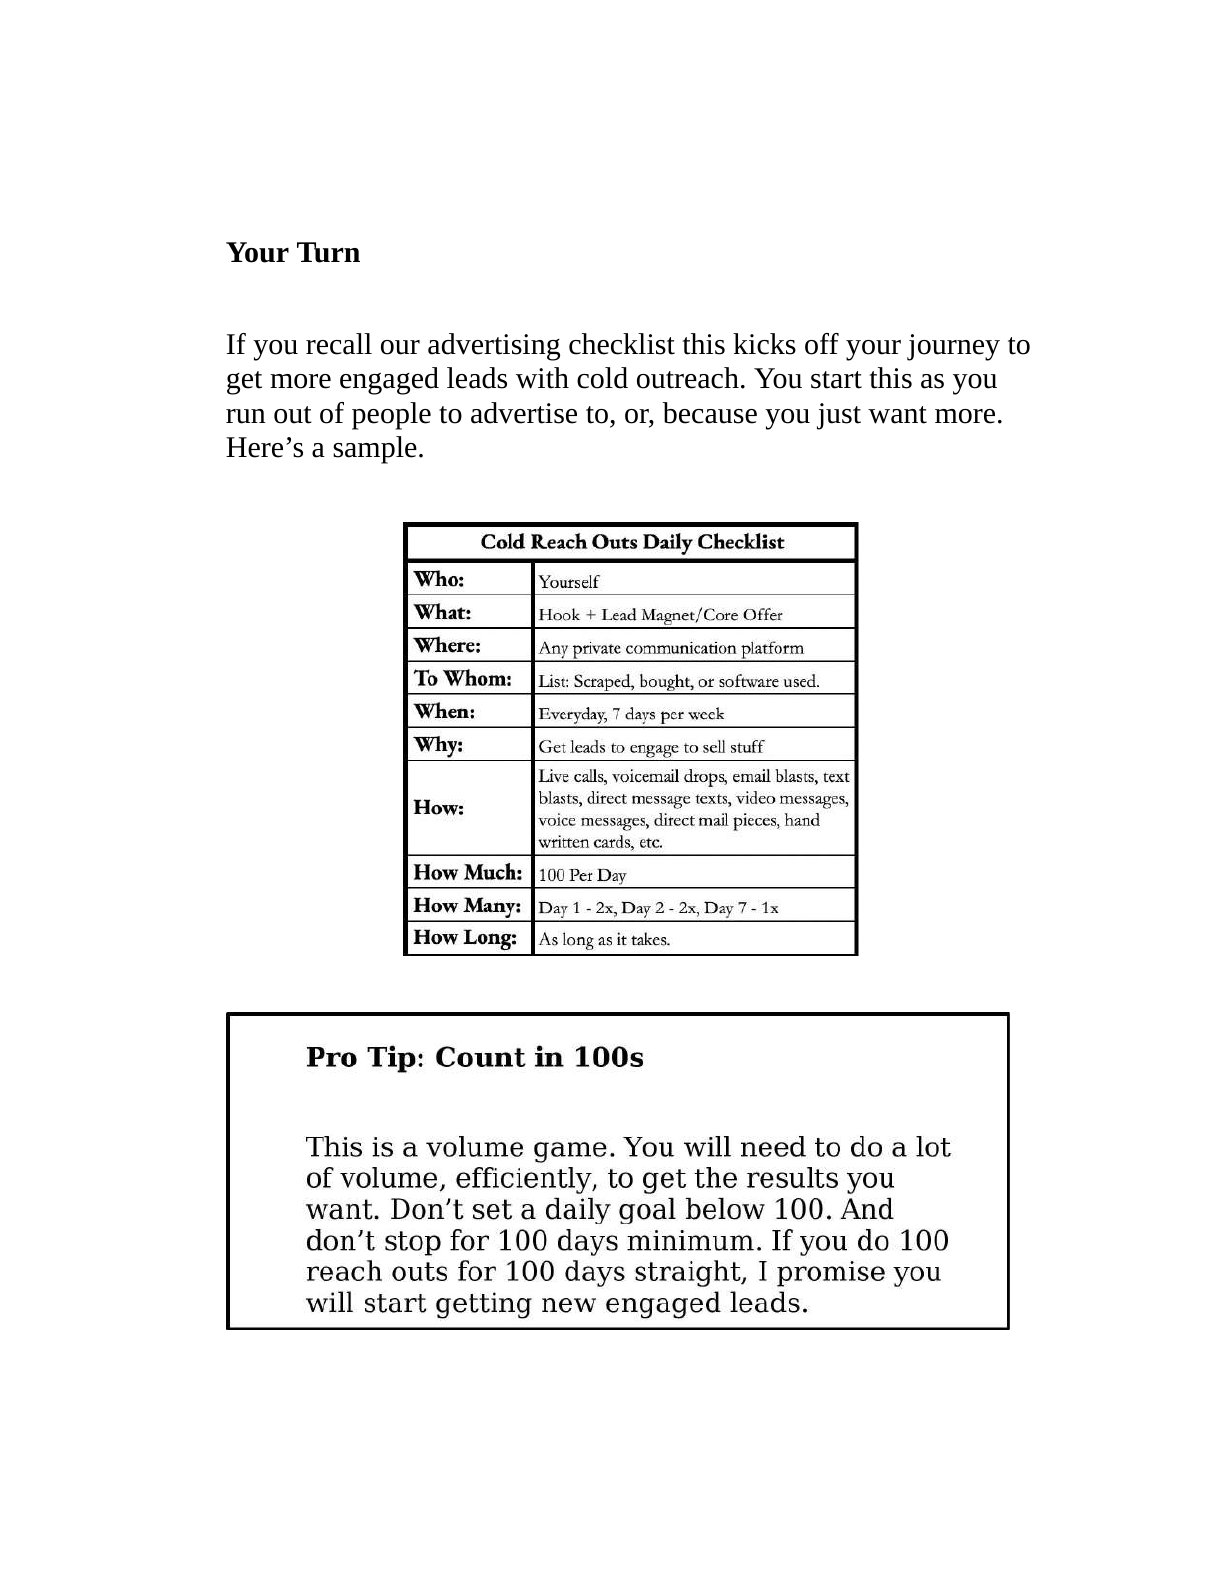 Your Turn
If you recall our advertising checklist this kicks off your journey to
get more engaged leads with cold outreach. You start this as you
run out of people to advertise to, or, because you just want more.
Here’s a sample.
Cold Reach Outs Daily Checklist
Who: Yourself
What: Hook + Lead Magnet/Core Offer
Where: Any private communication platform
To Whom: List: Scraped, bought, or software used.
When: Everyday, 7 days per week
Why: Get leads to engage to sell stuff
How: Live calls, voicemail drops, email blasts, text
blasts, direct message texts, video messages,
voice messages, direct mail pieces, hand
written cards, etc.
How Much: 100 Per Day
How Many: Day 1 - 2x, Day 2 - 2x, Day 7 - 1x
How Long: As long as it takes.
Pro Tip: Count in 100s
This is a volume game. You will need to do a lot
of volume, efficiently, to get the results you
want. Don’t set a daily goal below 100. And
don’t stop for 100 days minimum. If you do 100
reach outs for 100 days straight, I promise you
will start getting new engaged leads.